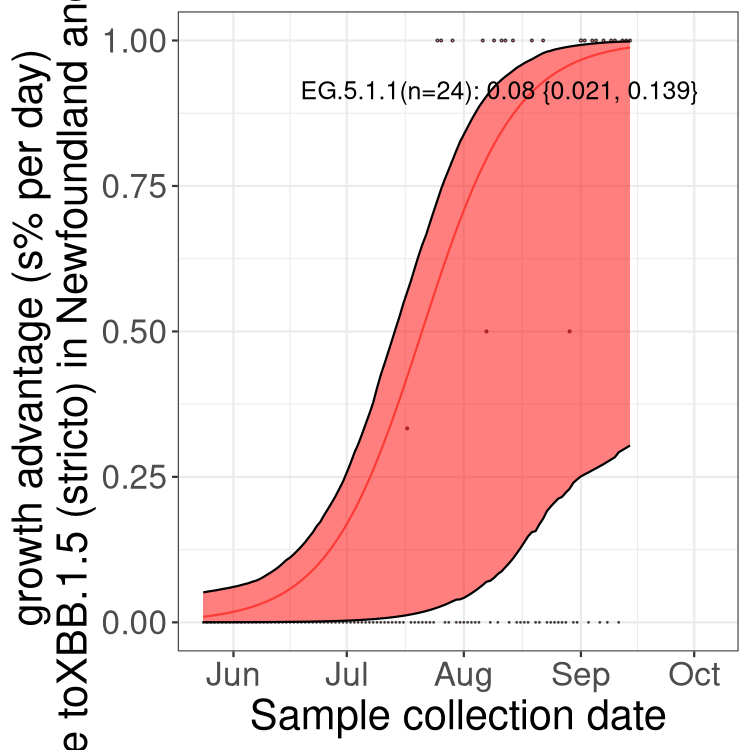 growth advantage (s% per day)
toXBB.1.5 (stricto) in Newfoundland
1.00
0.75
0.50
0.25
0.00
EG.5.1.1(n=24): 0.08 {0.021, 0.139}
Jun Jul Aug Sep Oct
Sample collection date